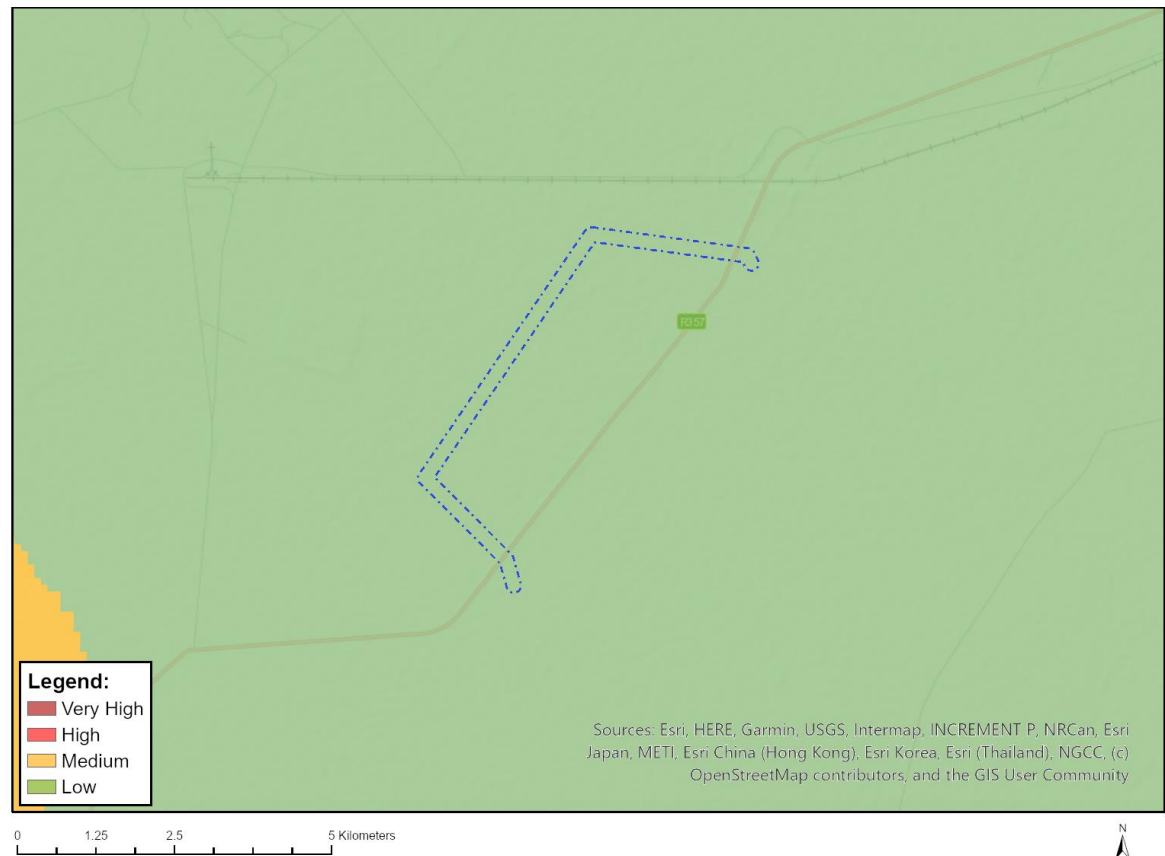 R357
Legend:
Very High
High
Medium
Low
Sources: Esri, HERE, Garmin, USGS, Intermap, INCREMENT P, NRCan, Esri
Japan, METI, Esri China (Hong Kong), Esri Korea, Esri (Thailand), NGCC, (c)
OpenStreetMap contributors, and the GIS User Community
0 1.25 2.5 5 Kilometers
N